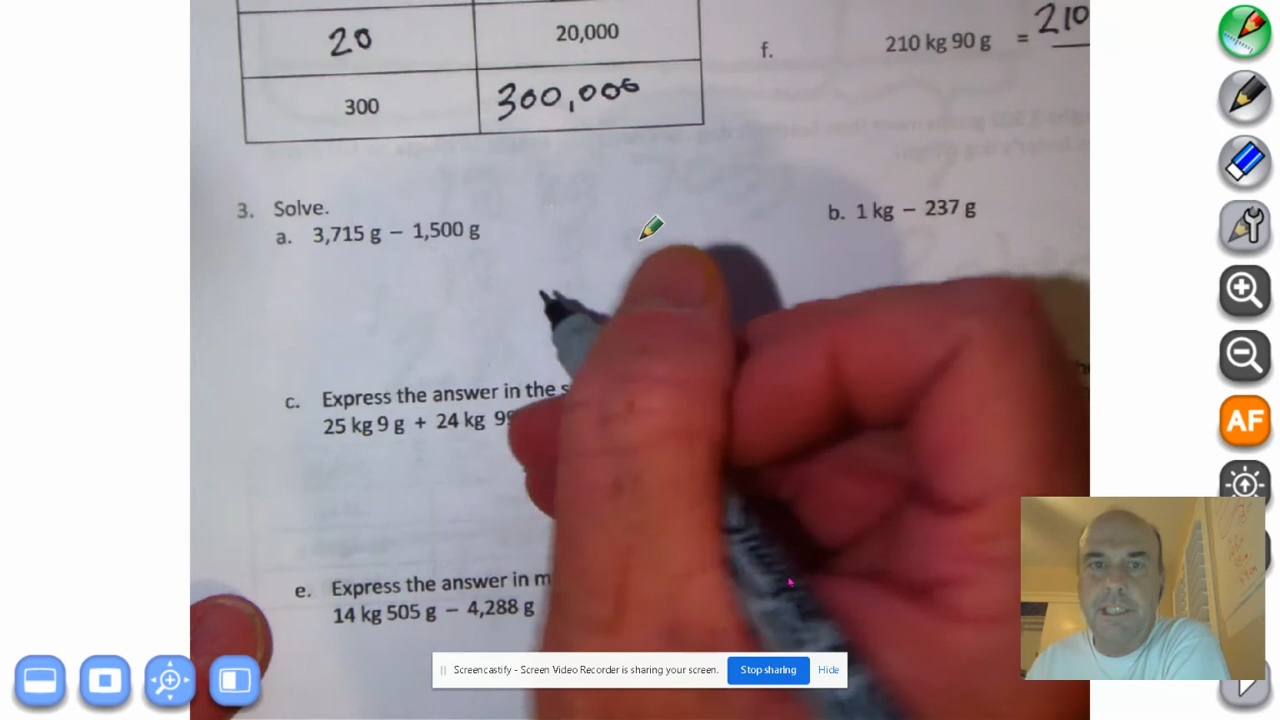 20 20,000
300 300,000
f. 210 kg 90 g = 210
3. Solve.
a. 3,715 g – 1,500 g
b. 1 kg – 237 g
c. Express the answer in the
25 kg 9 g + 24 kg
e. Express the answer in
14 kg 505 g – 4,288 g
AF
Screencastify - Screen Video Recorder is sharing your screen. Stop sharing Hide